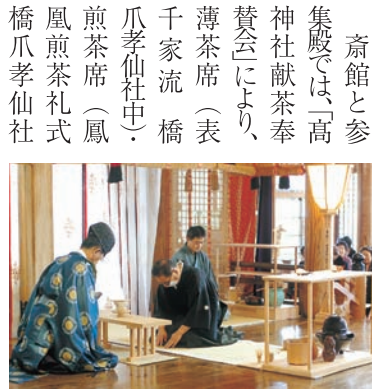 斎館と参
集殿では、「髙
神社献茶奉
賛会」により、
薄茶席（表
千家流　橋
爪孝仙社中）・
煎茶席（鳳
凰煎茶礼式
橋爪孝仙社